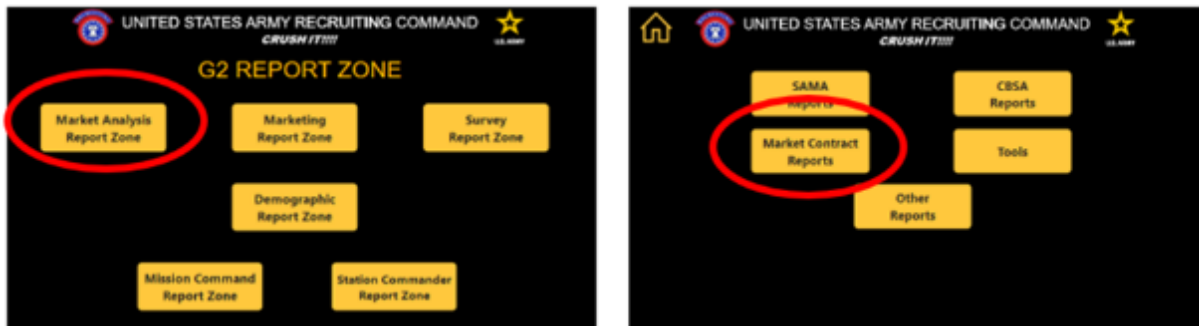 UNITED STATES ARMY RECRUITING COMMAND
CRUSH IT!!!!
U.S. ARMY
G2 REPORT ZONE
Market Analysis
Report Zone
Marketing
Report Zone
Survey
Report Zone
Demographic
Report Zone
Mission Command
Report Zone
Station Commander
Report Zone
UNITED STATES ARMY RECRUITING COMMAND
CRUSH IT!!!!
U.S. ARMY
SAMA
Reports
CBSA
Reports
Market Contract
Reports
Tools
Other
Reports